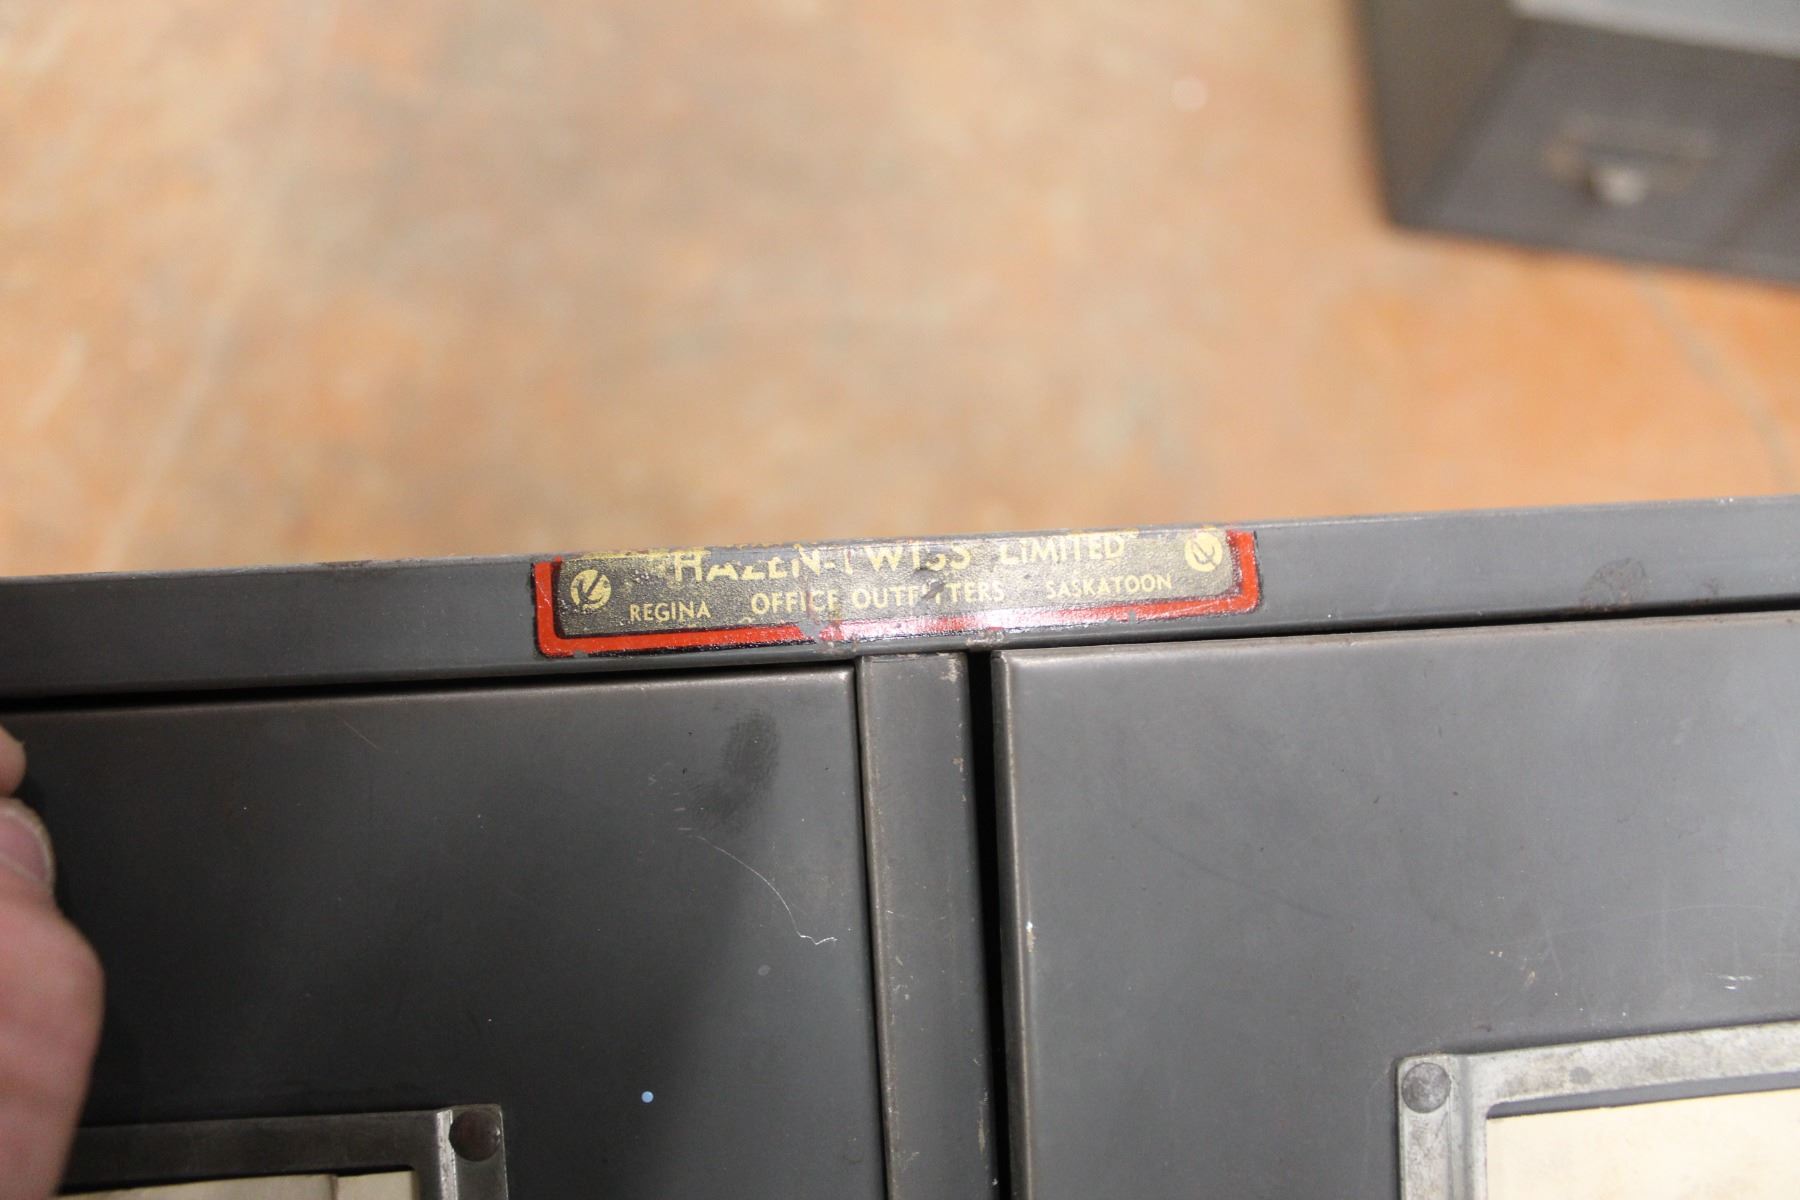 HAZEN-TWISS LIMITED
REGINA OFFICE OUTFITTERS SASKATOON